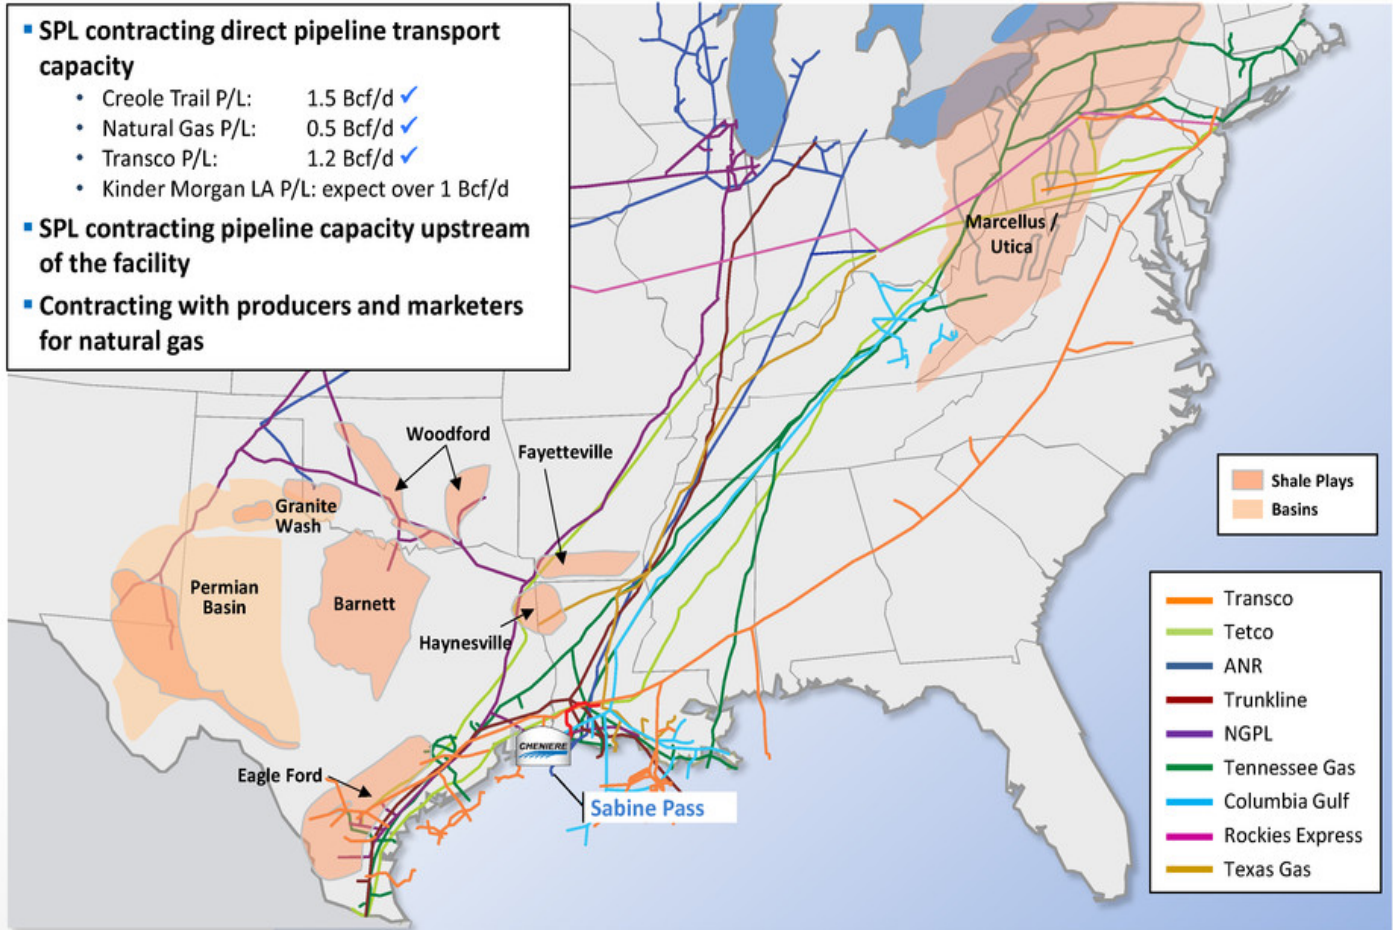 ▪ SPL contracting direct pipeline transport
capacity
• Creole Trail P/L: 1.5 Bcf/d ✓
• Natural Gas P/L: 0.5 Bcf/d ✓
• Transco P/L: 1.2 Bcf/d ✓
• Kinder Morgan LA P/L: expect over 1 Bcf/d
▪ SPL contracting pipeline capacity upstream
of the facility
▪ Contracting with producers and marketers
for natural gas
Marcellus /
Utica
Woodford
Fayetteville
Granite
Wash
Permian
Basin
Barnett
Haynesville
Eagle Ford
CHENIERE
Sabine Pass
Shale Plays
Basins
Transco
Tetco
ANR
Trunkline
NGPL
Tennessee Gas
Columbia Gulf
Rockies Express
Texas Gas